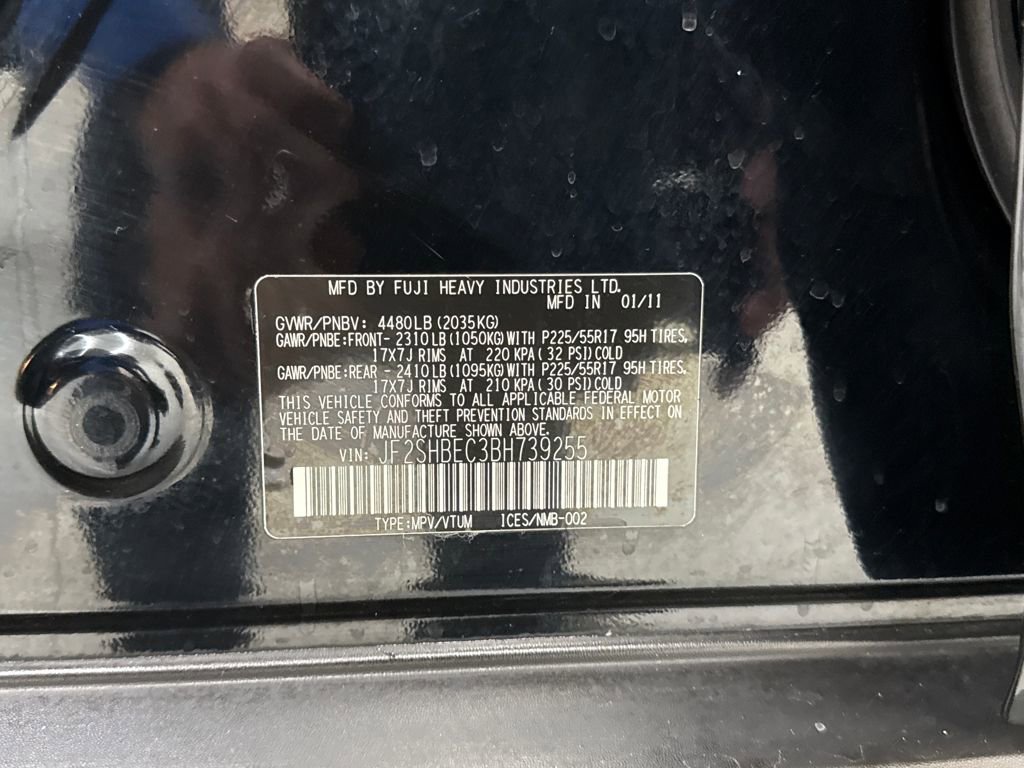 MFD BY FUJI HEAVY INDUSTRIES LTD.
MFD IN 01/11
GVWR/PNBV: 4480LB(2035KG)
GAWR/PNBE:FRONT- 2310LB(1050KG)WITH P225/55R17 95H TIRES,
17X7J RIMS AT 220KPA(32 PSI)COLD
GAWR/PNBE:REAR - 2410LB(1095KG)WITH P225/55R17 95H TIRES,
17X7J RIMS AT 210KPA(30 PSI)COLD
THIS VEHICLE CONFORMS TO ALL APPLICABLE FEDERAL MOTOR
VEHICLE SAFETY AND THEFT PREVENTION STANDARDS IN EFFECT ON
THE DATE OF MANUFACTURE SHOWN ABOVE.
VIN: JF2SHBEC3BH739255
TYPE:MPV/VTUM ICES/NMB-002